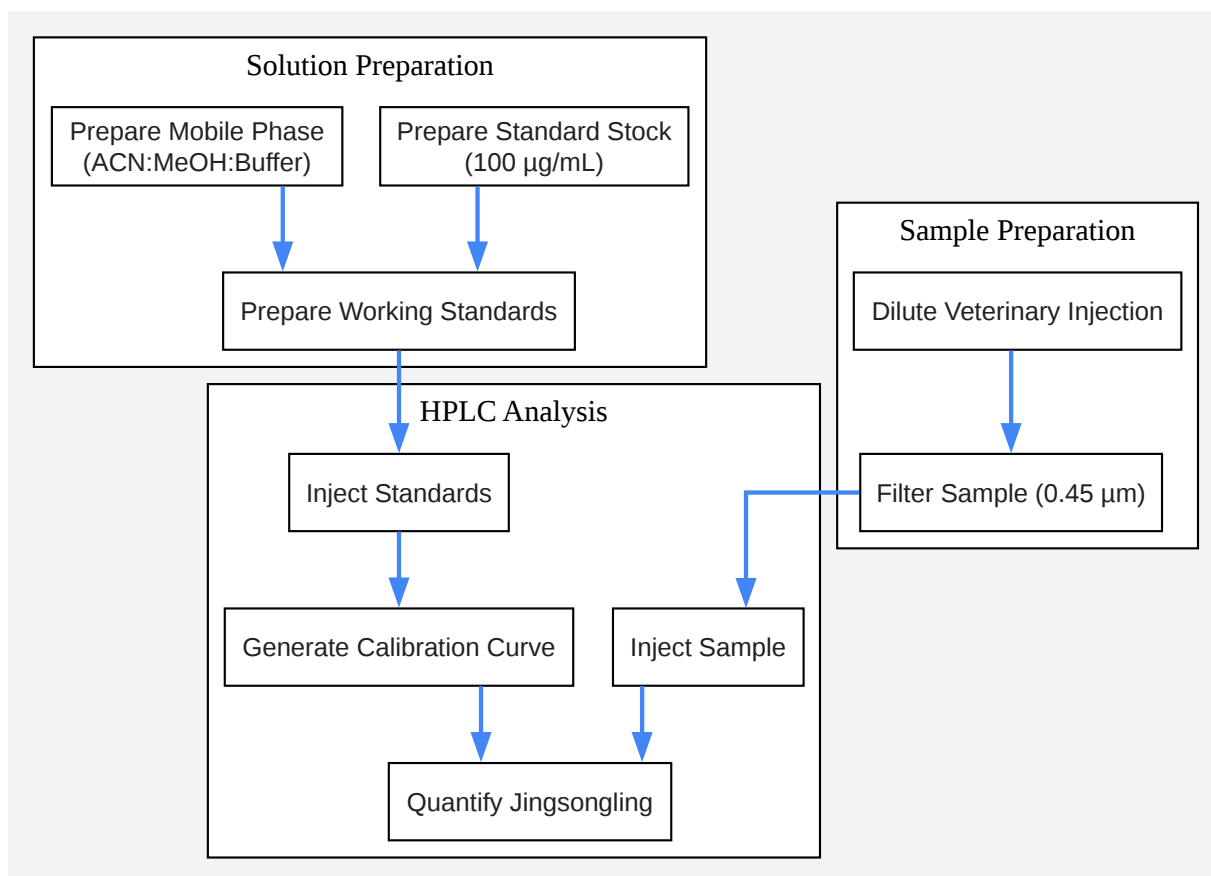 Solution Preparation
Prepare Mobile Phase
(ACN:MeOH:Buffer)
Prepare Standard Stock
(100 µg/mL)
Prepare Working Standards
Sample Preparation
Dilute Veterinary Injection
Filter Sample (0.45 µm)
HPLC Analysis
Inject Standards
Generate Calibration Curve
Inject Sample
Quantify Jingsongling